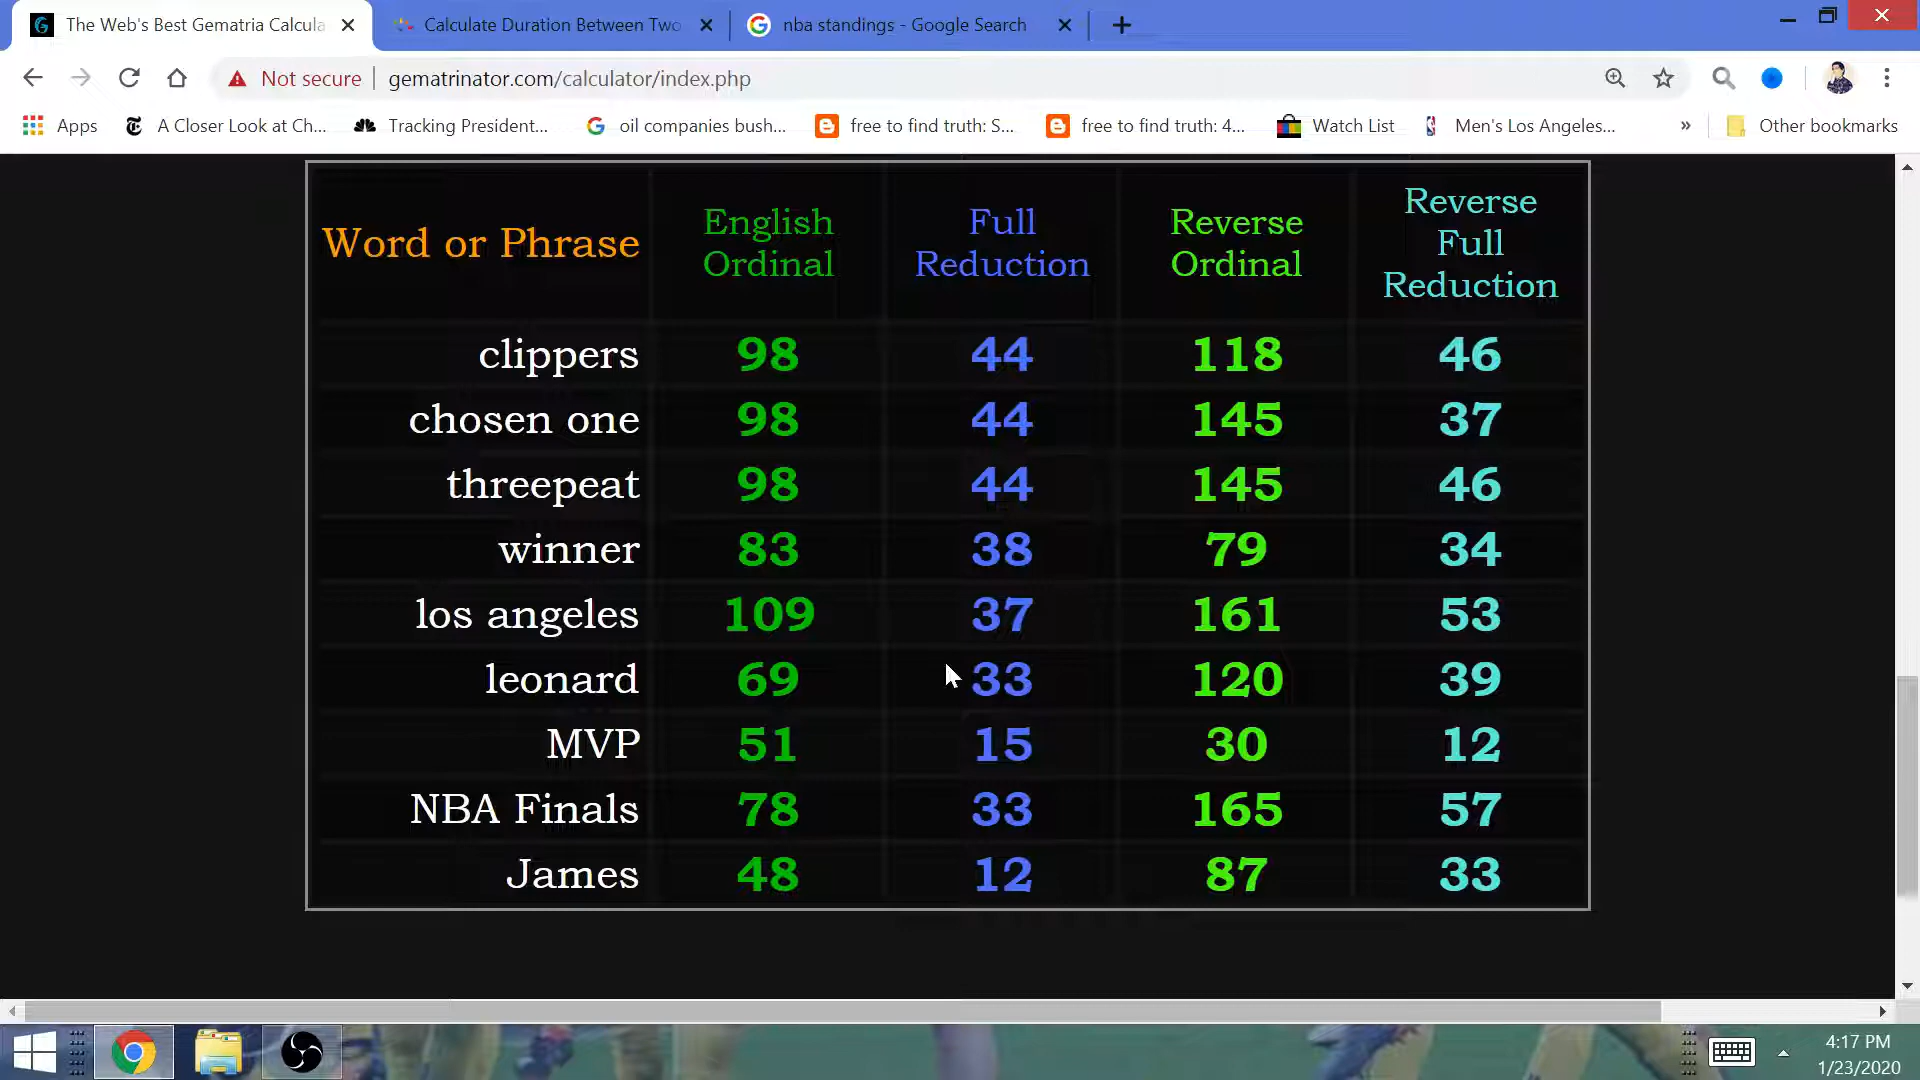 The Web's Best Gematria Calcula
Calculate Duration Between Two
nba standings - Google Search
Not secure
gematrinator.com/calculator/index.php
Apps
A Closer Look at Ch...
Tracking President...
oil companies bush...
free to find truth: S...
free to find truth: 4...
Watch List
Men's Los Angeles...
»
Other bookmarks
Word or Phrase English Ordinal Full Reduction Reverse Ordinal Reverse Full Reduction
clippers 98 44 118 46
chosen one 98 44 145 37
threepeat 98 44 145 46
winner 83 38 79 34
los angeles 109 37 161 53
leonard 69 33 120 39
MVP 51 15 30 12
NBA Finals 78 33 165 57
James 48 12 87 33
4:17 PM
1/23/2020